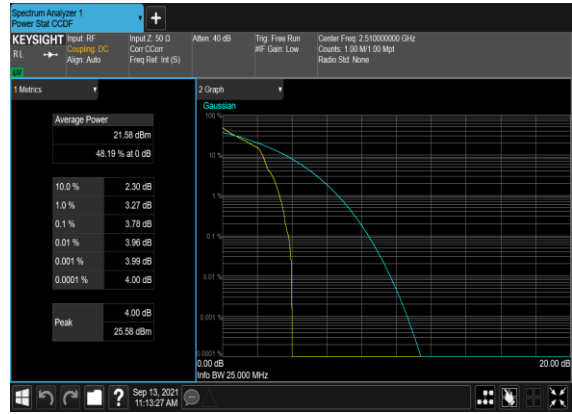 Spectrum Analyzer 1
Power Stat CCDF
KEYSIGHT
RL
Input: RF
Coupling: DC
Align: Auto
Input Z: 50 Ω
Corr CCorr
Freq Ref: Int (S)
Atten: 40 dB
Trig: Free Run
#IF Gain: Low
Center Freq: 2.510000000 GHz
Counts: 1.00 M/1.00 Mpt
Radio Std: None
1 Metrics
Average Power
21.58 dBm
48.19 % at 0 dB
10.0 % 2.30 dB
1.0 % 3.27 dB
0.1 % 3.78 dB
0.01 % 3.96 dB
0.001 % 3.99 dB
0.0001 % 4.00 dB
Peak
4.00 dB
25.58 dBm
2 Graph
Gaussian
100 %
10 %
1 %
0.1 %
0.01 %
0.001 %
0.0001 %
0.00 dB
20.00 dB
Info BW 25.000 MHz
?
Sep 13, 2021
11:13:27 AM